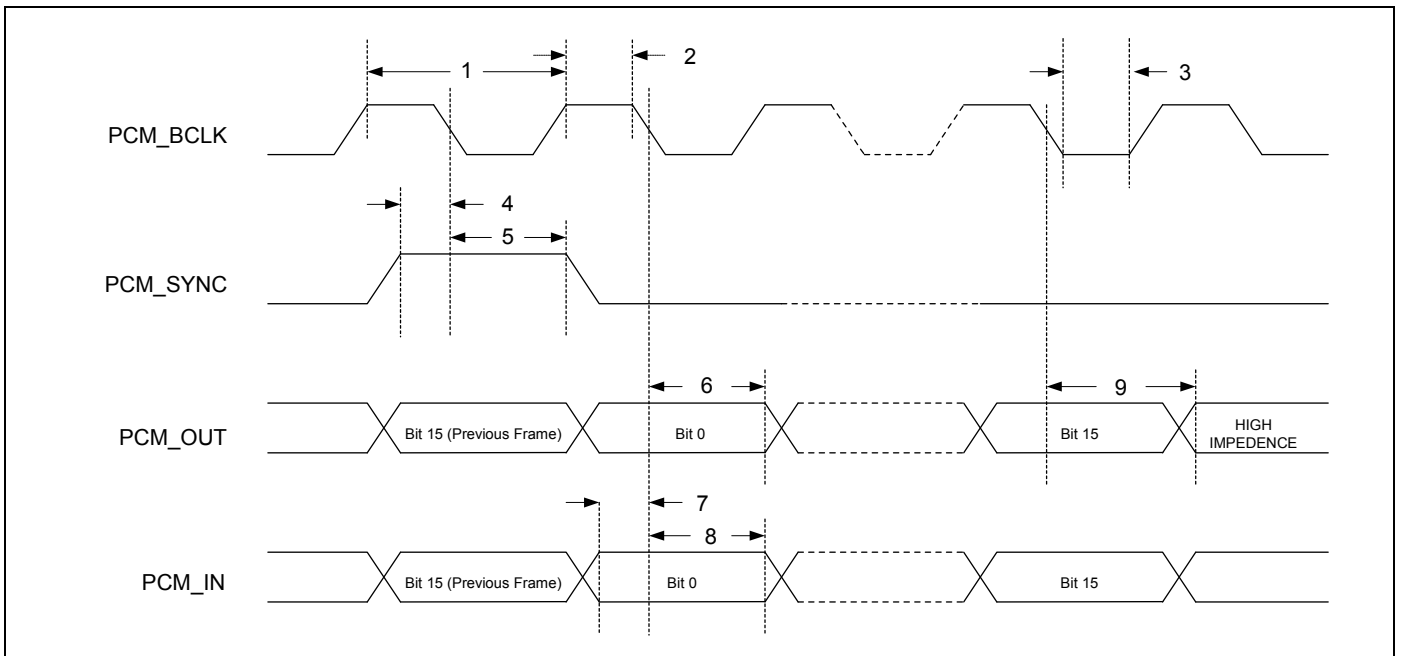 1
2
3
PCM_BCLK
4
5
PCM_SYNC
6
9
PCM_OUT
Bit 15 (Previous Frame)
Bit 0
Bit 15
HIGH
IMPEDENCE
7
8
PCM_IN
Bit 15 (Previous Frame)
Bit 0
Bit 15